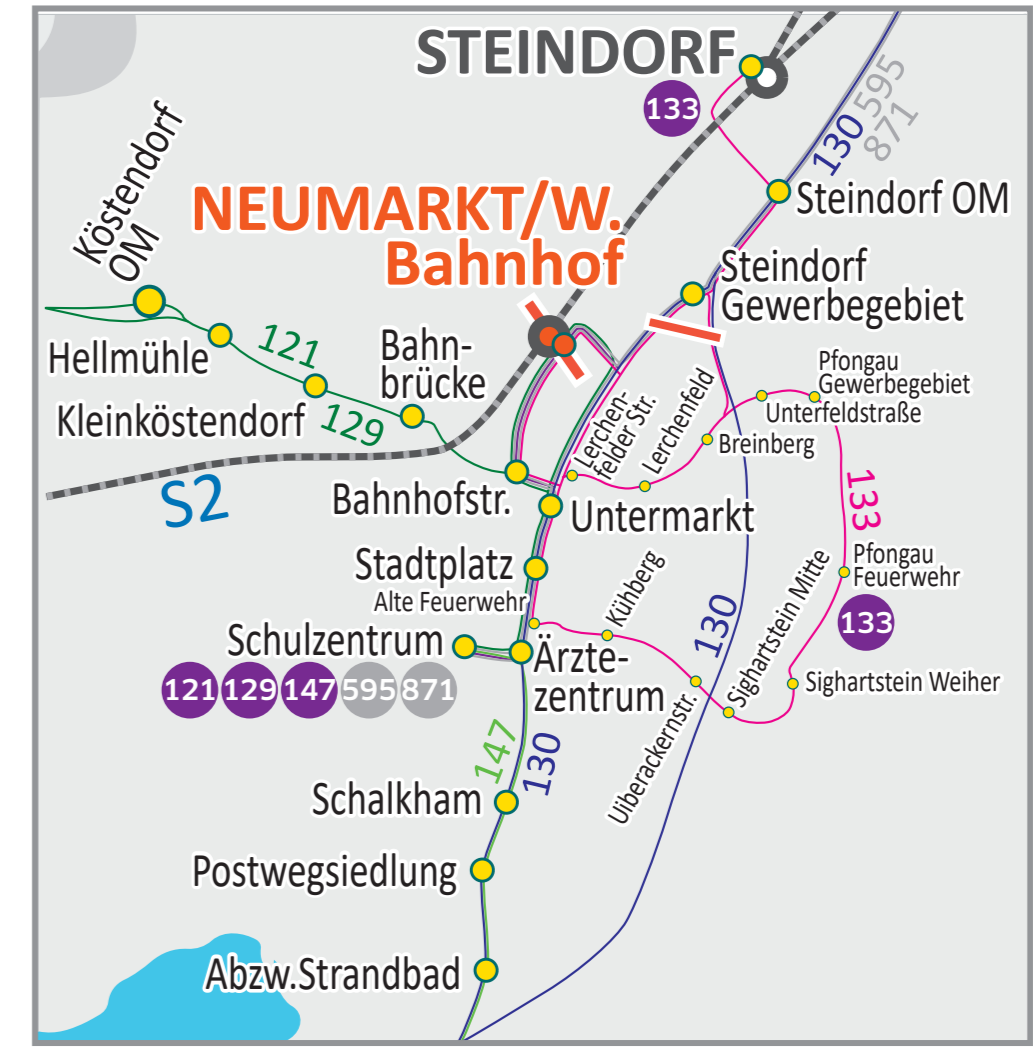 STEINDORF
133
130
595
871
Köstendorf
OM
NEUMARKT/W.
Bahnhof
Steindorf OM
Steindorf
Gewerbegebiet
Hellmühle
121
Bahn-
brücke
Kleinköstendorf
129
Lerchen-
felder Str.
Lerchenfeld
Pfongau
Gewerbegebiet
Unterfeldstraße
Breinberg
S2
Bahnhofstr.
Untermarkt
133
Stadtplatz
Alte Feuerwehr
Kühberg
Pfongau
Feuerwehr
133
Schulzentrum
121 129 147 595 871
Ärzte-
zentrum
130
Uiberackernstr.
Sighartstein Mitte
Sighartstein Weiher
147
130
Schalkham
Postwegsiedlung
Abzw.Strandbad